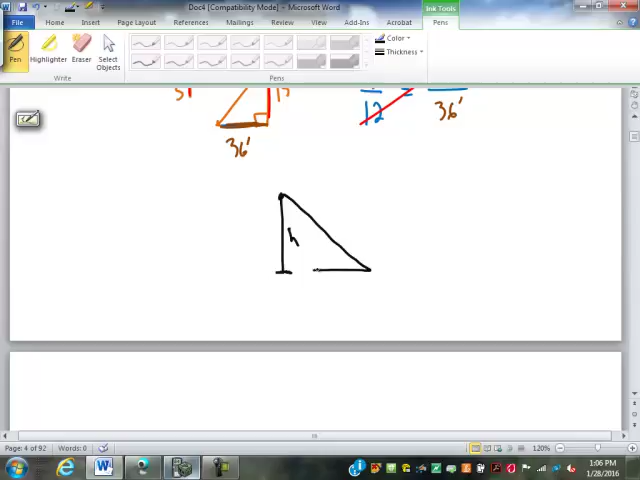 Doc4 [Compatibility Mode] - Microsoft Word
Ink Tools
File Home Insert Page Layout References Mailings Review View Add-Ins Acrobat Pens
Pen Highlighter Eraser Select Objects
Color
Thickness
Write Pens
12
36'
36'
h
Page: 4 of 92 Words: 0 120%
1:06 PM
1/28/2016